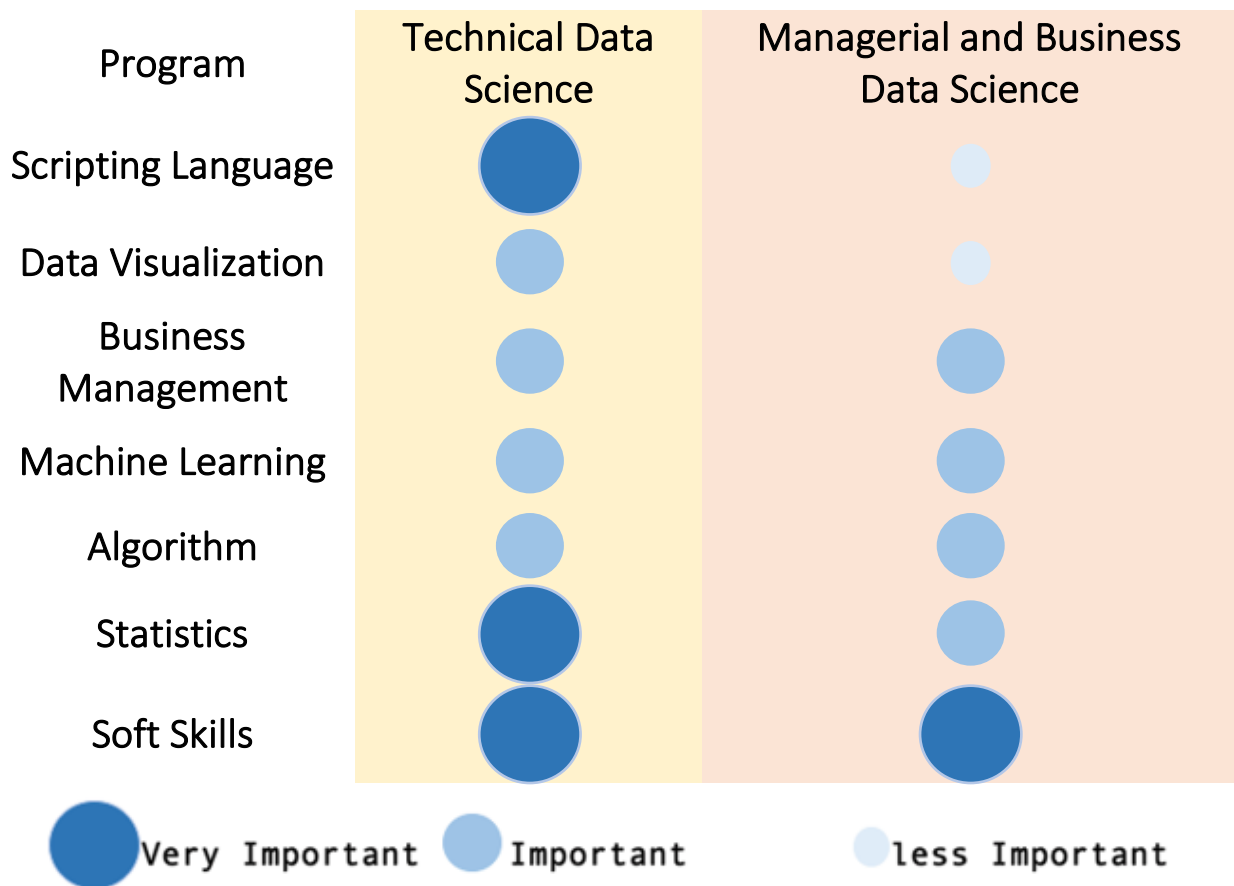 Program
Technical Data
Science
Managerial and Business
Data Science
Scripting Language
Data Visualization
Business
Management
Machine Learning
Algorithm
Statistics
Soft Skills
Very Important
Important
less Important